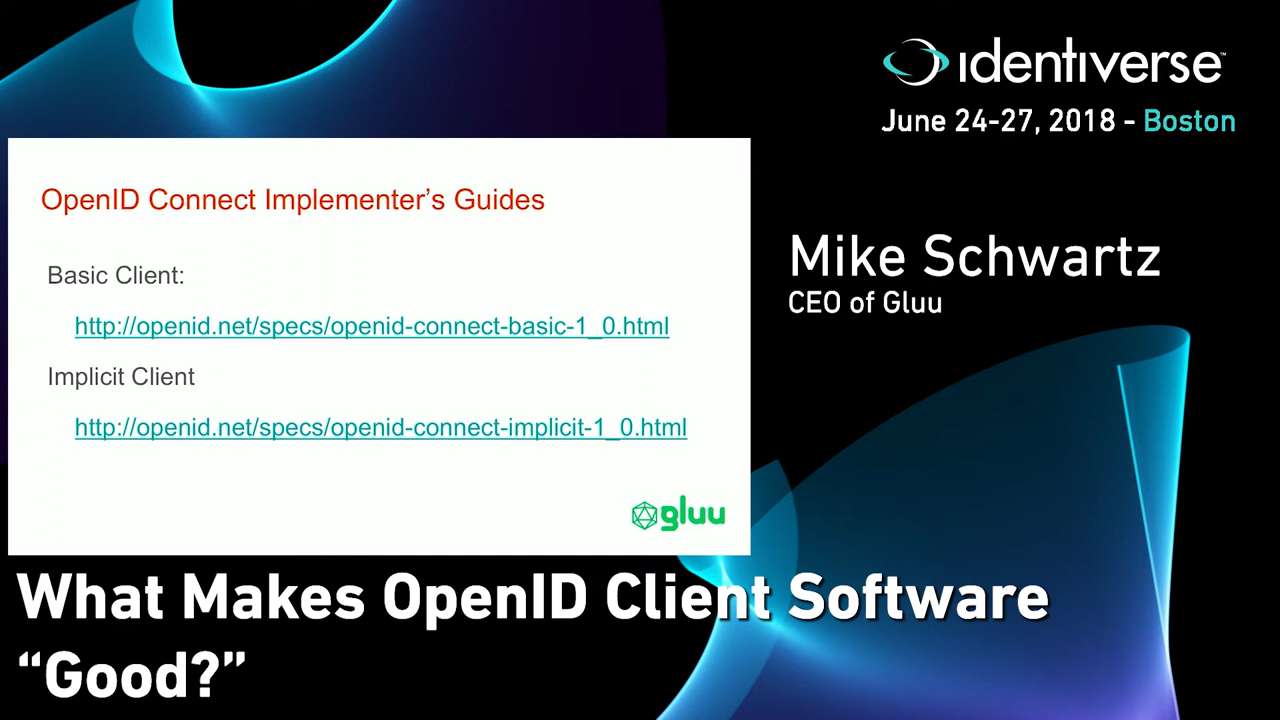 identiverse™
June 24-27, 2018 - Boston
OpenID Connect Implementer’s Guides
Basic Client:
http://openid.net/specs/openid-connect-basic-1_0.html
Implicit Client
http://openid.net/specs/openid-connect-implicit-1_0.html
gluu
Mike Schwartz
CEO of Gluu
What Makes OpenID Client Software
“Good?”